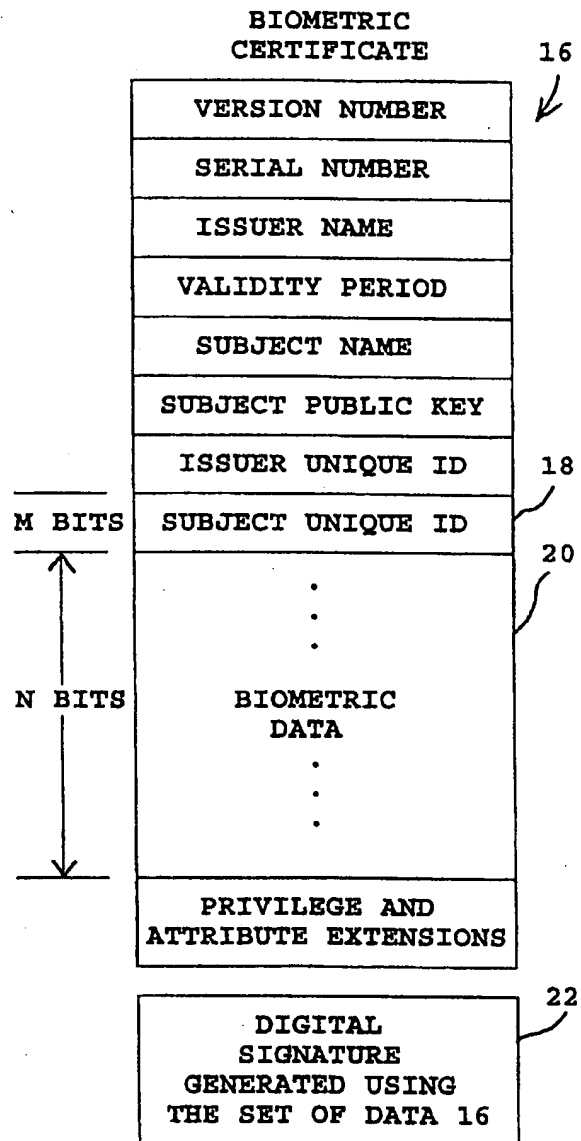 BIOMETRIC
CERTIFICATE
16
VERSION NUMBER
SERIAL NUMBER
ISSUER NAME
VALIDITY PERIOD
SUBJECT NAME
SUBJECT PUBLIC KEY
ISSUER UNIQUE ID
18
M BITS
SUBJECT UNIQUE ID
20
N BITS
BIOMETRIC
DATA
PRIVILEGE AND
ATTRIBUTE EXTENSIONS
22
DIGITAL
SIGNATURE
GENERATED USING
THE SET OF DATA 16